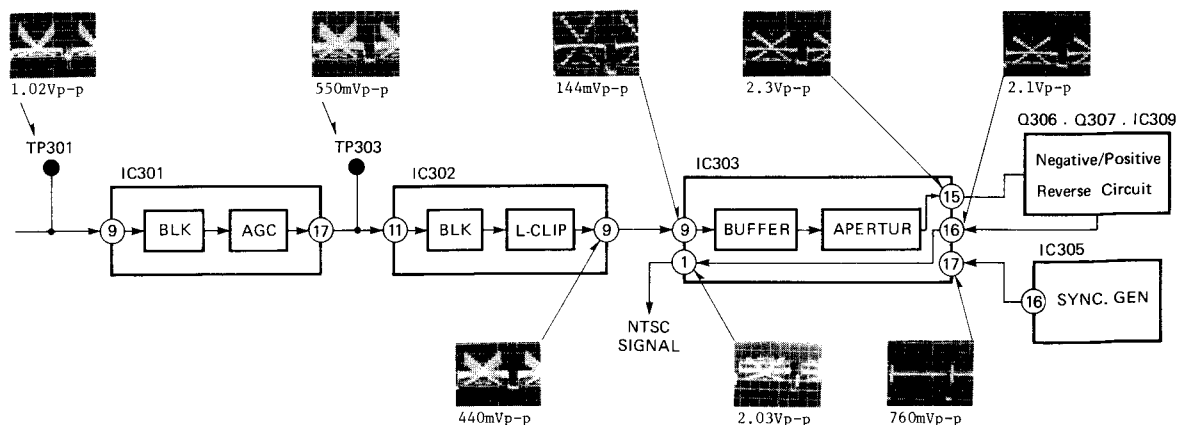 1.02Vp-p
550mVp-p
144mVp-p
2.3Vp-p
2.1Vp-p
TP301
TP303
Q306 . Q307 . IC309
Negative/Positive
Reverse Circuit
IC301
9
BLK
AGC
17
IC302
11
BLK
L-CLIP
9
IC303
9
BUFFER
APERTUR
15
16
1
17
IC305
16
SYNC. GEN
NTSC
SIGNAL
440mVp-p
2.03Vp-p
760mVp-p